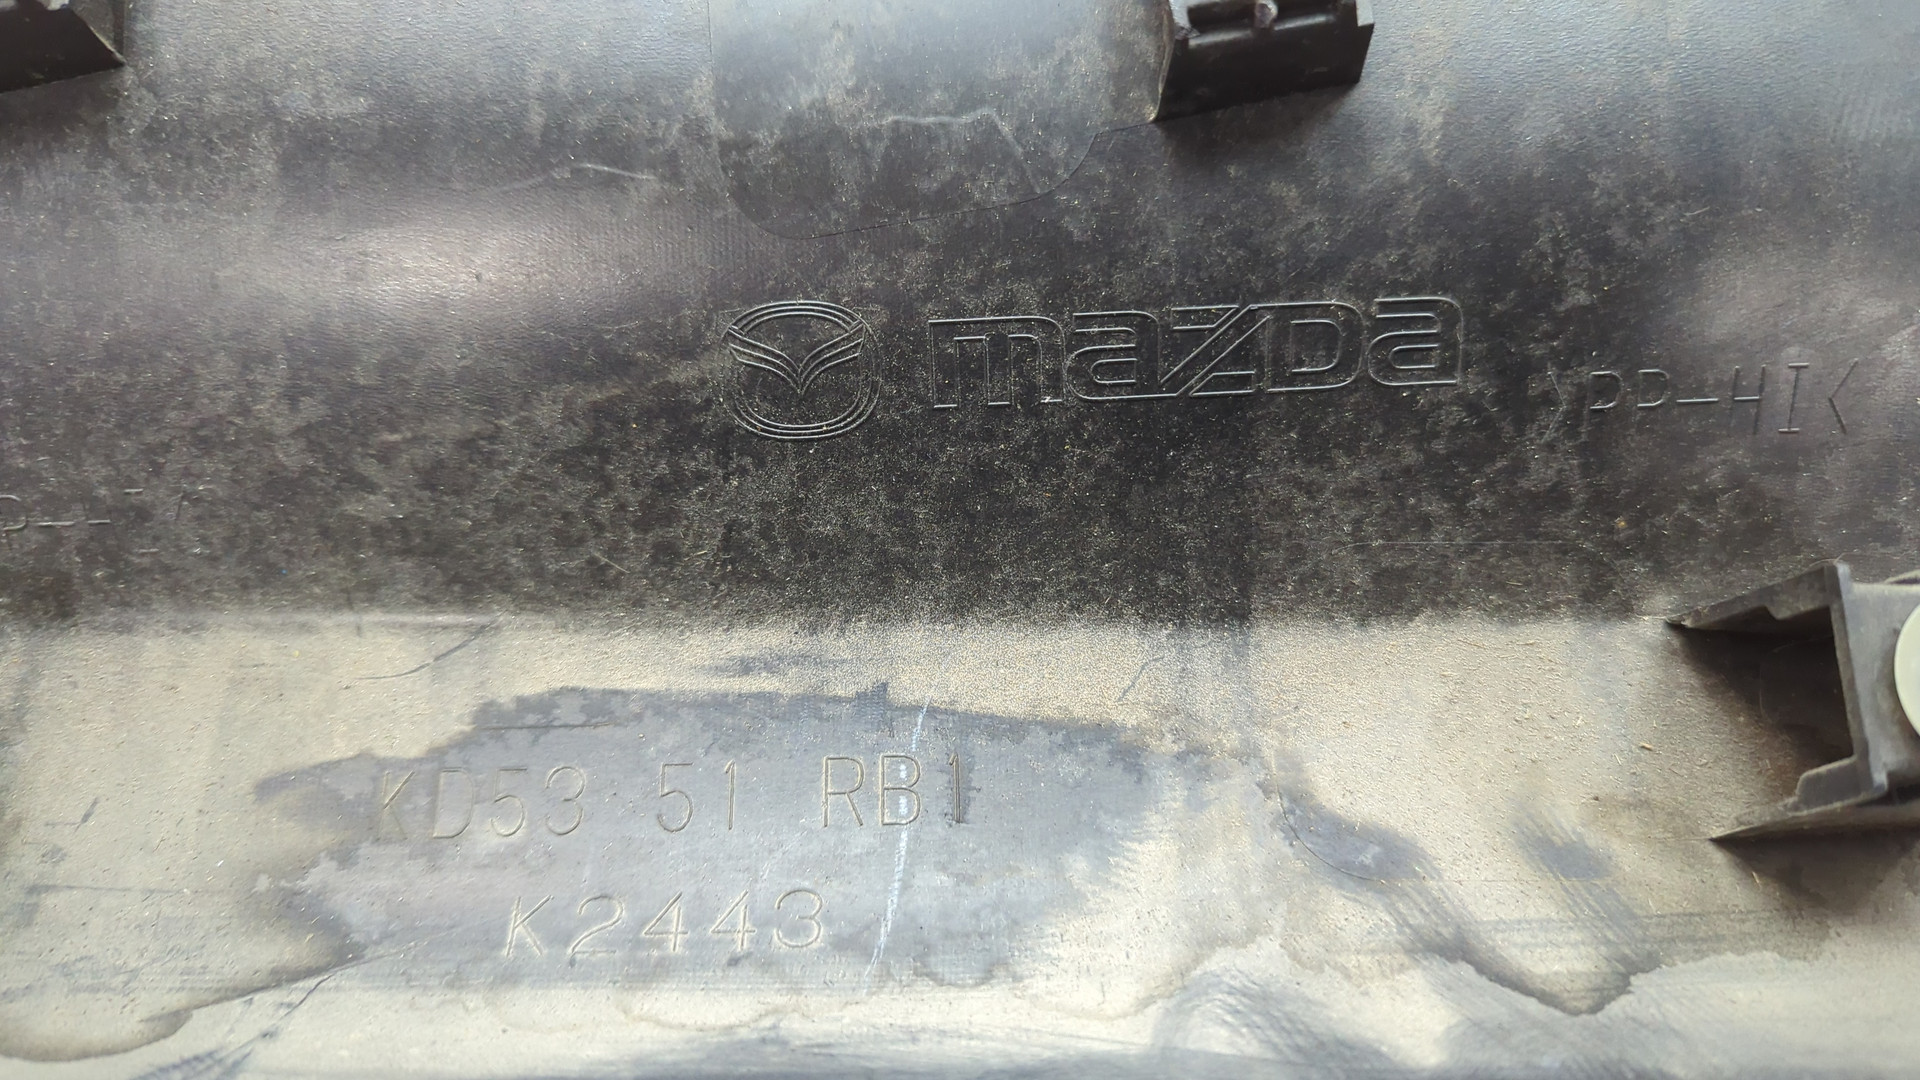 mazDa
PP-HIK
KD53 51 RB1
K2443